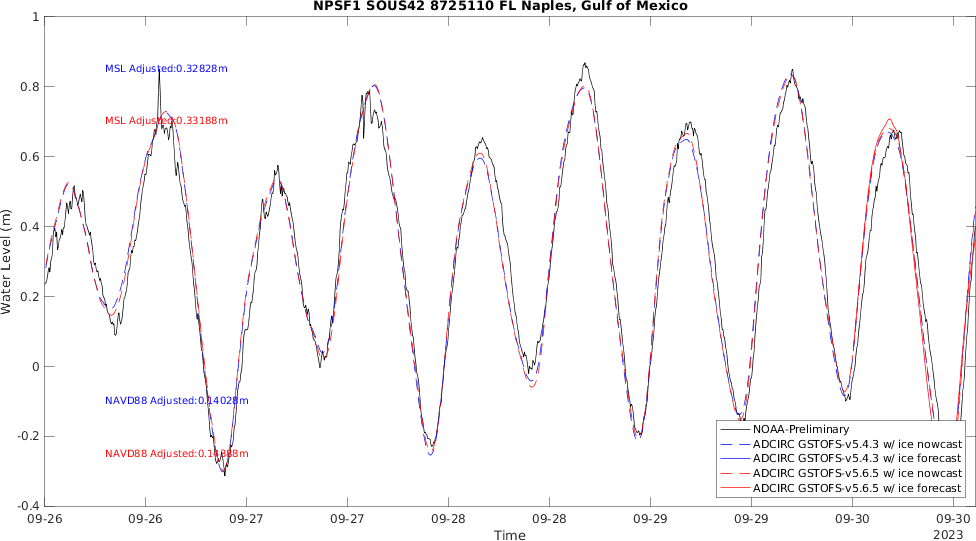 NPSF1 SOUS42 8725110 FL Naples, Gulf of Mexico
1
0.8
0.6
0.4
0.2
0
-0.2
-0.4
Water Level (m)
MSL Adjusted:0.32828m
MSL Adjusted:0.33188m
NAVD88 Adjusted:0.14028m
NAVD88 Adjusted:0.14388m
NOAA-Preliminary
ADCIRC GSTOFS-v5.4.3 w/ ice nowcast
ADCIRC GSTOFS-v5.4.3 w/ ice forecast
ADCIRC GSTOFS-v5.6.5 w/ ice nowcast
ADCIRC GSTOFS-v5.6.5 w/ ice forecast
09-26 09-26 09-27 09-27 09-28 09-28 09-29 09-29 09-30 09-30
Time
2023